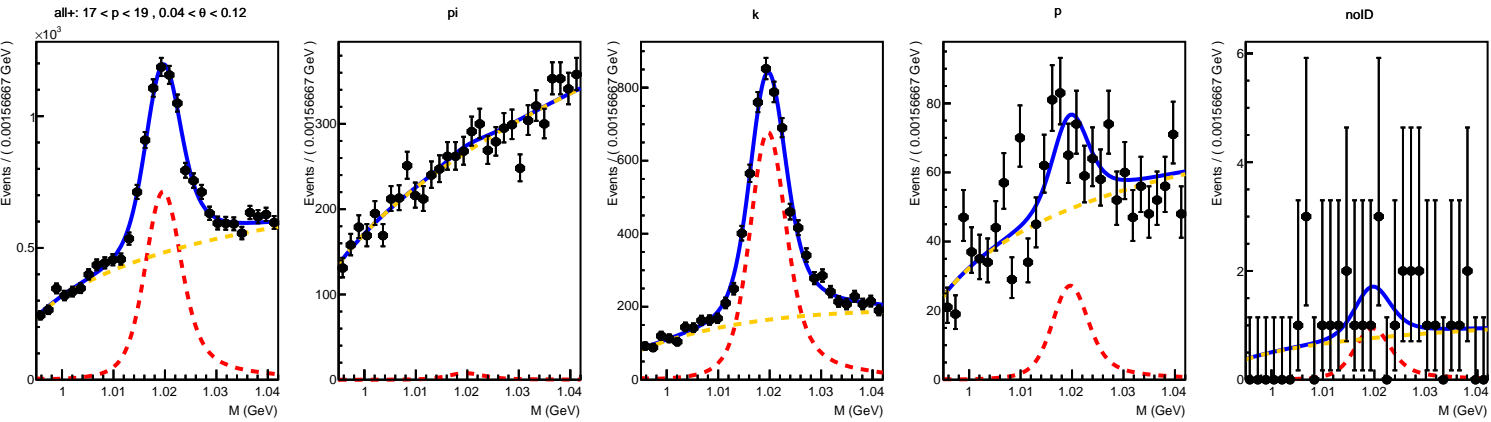 all+: 17 < p < 19 , 0.04 < θ < 0.12
×10³
Events / ( 0.00156667 GeV )
1
0.5
0
1 1.01 1.02 1.03 1.04
M (GeV)
pi
Events / ( 0.00156667 GeV )
300
200
100
0
1 1.01 1.02 1.03 1.04
M (GeV)
k
Events / ( 0.00156667 GeV )
800
600
400
200
0
1 1.01 1.02 1.03 1.04
M (GeV)
p
Events / ( 0.00156667 GeV )
80
60
40
20
0
1 1.01 1.02 1.03 1.04
M (GeV)
noID
Events / ( 0.00156667 GeV )
6
4
2
0
1 1.01 1.02 1.03 1.04
M (GeV)